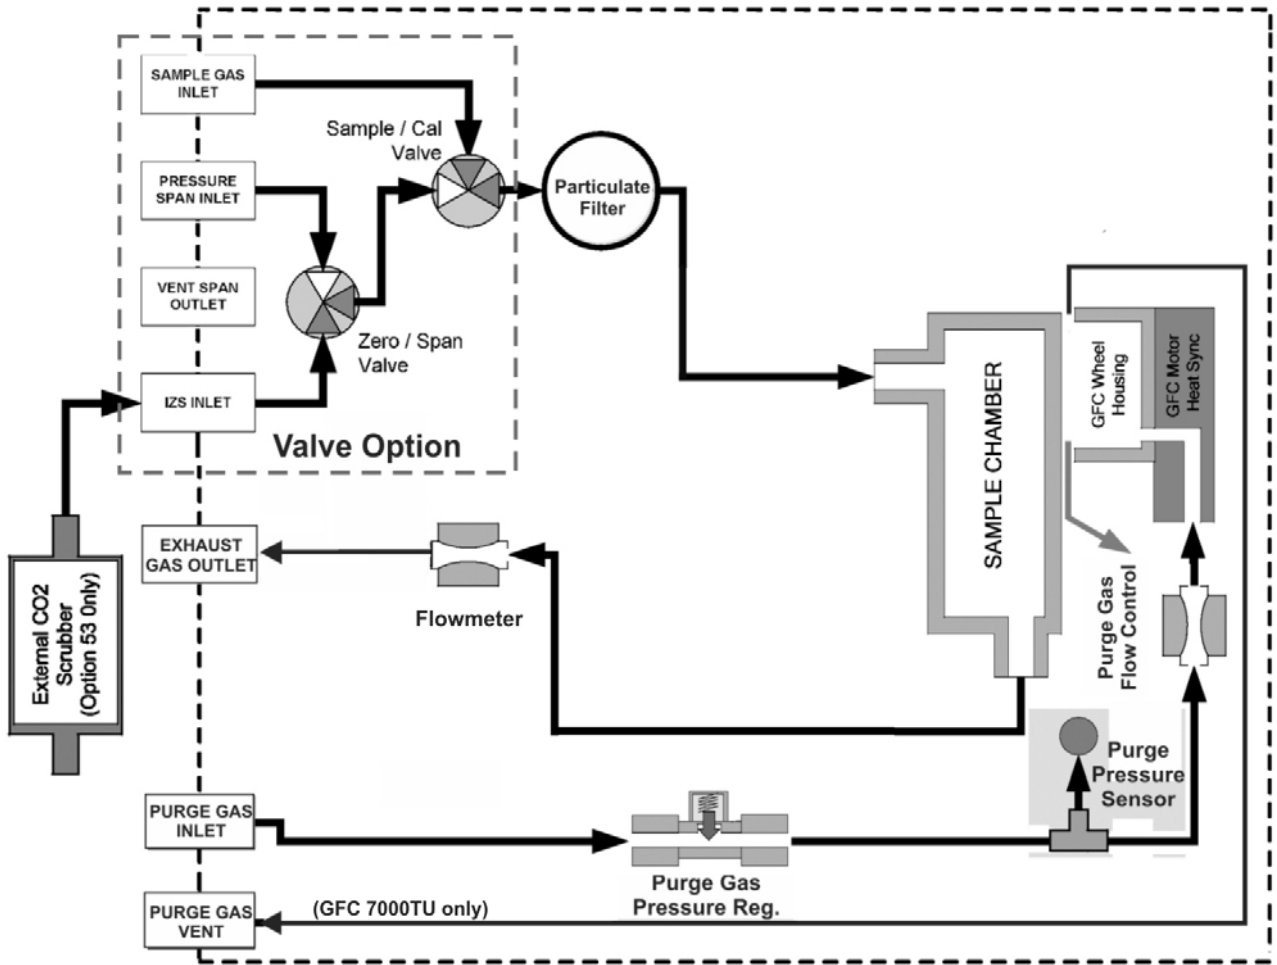 SAMPLE GAS
INLET
Sample / Cal
Valve
PRESSURE
SPAN INLET
Particulate
Filter
VENT SPAN
OUTLET
Zero / Span
Valve
IZS INLET
Valve Option
GFC Wheel
Housing
GFC Motor
Heat Sync
SAMPLE CHAMBER
EXHAUST
GAS OUTLET
Flowmeter
External CO2
Scrubber
(Option 53 0nly)
Purge Gas
Flow Control
Purge
Pressure
Sensor
PURGE GAS
INLET
Purge Gas
Pressure Reg.
PURGE GAS
VENT
(GFC 7000TU only)